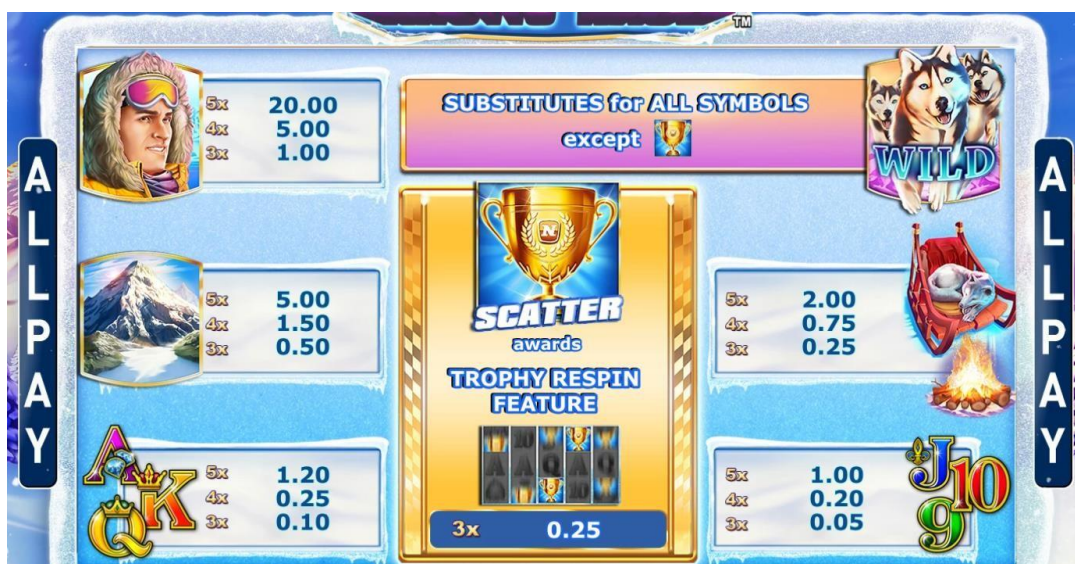 TM
5x 20.00
4x 5.00
3x 1.00
SUBSTITUTES for ALL SYMBOLS
except
WILD
ALLPAY
ALLPAY
5x 5.00
4x 1.50
3x 0.50
N
SCATTER
awards
TROPHY RESPIN
FEATURE
5x 2.00
4x 0.75
3x 0.25
A K Q
5x 1.20
4x 0.25
3x 0.10
10
A A Q A Q
10
3x 0.25
5x 1.00
4x 0.20
3x 0.05
J 10 9